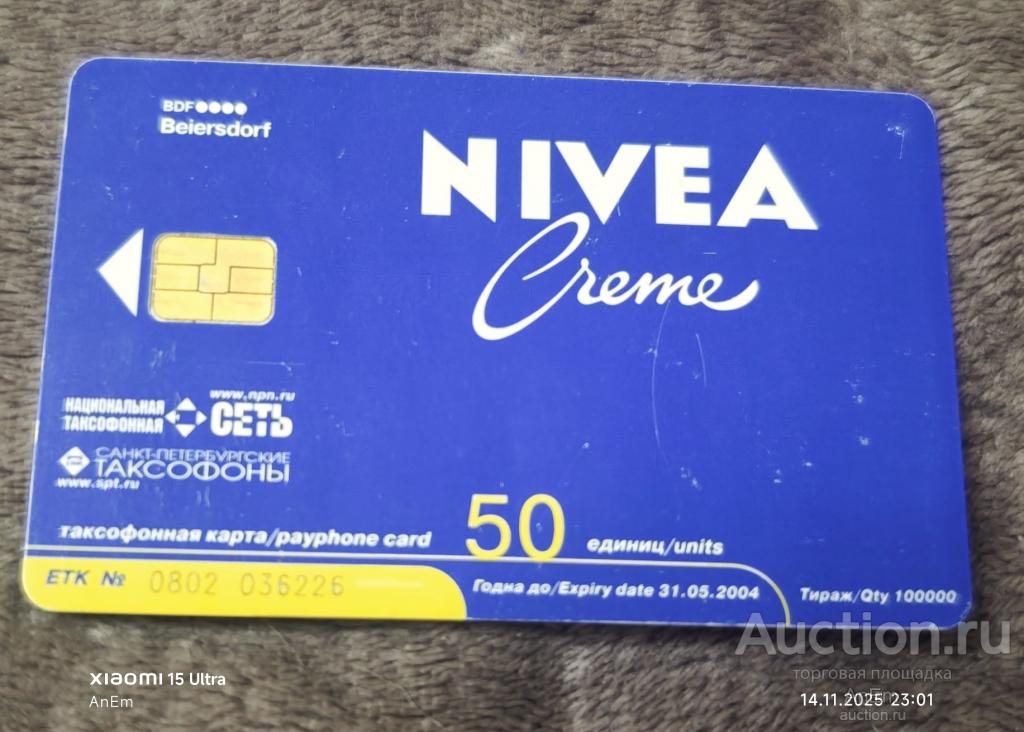 BDF
Beiersdorf
NIVEA
Creme
www.npn.ru
НАЦИОНАЛЬНАЯ
ТАКСОФОННАЯ
СЕТЬ
САНКТ-ПЕТЕРБУРГСКИЕ
ТАКСОФОНЫ
www.spt.ru
таксофонная карта/payphone card 50 единиц/units
ЕТК № 0802 036226
Годна до/Expiry date 31.05.2004
Тираж/Qty 100000
Auction.ru
торговая площадка
xiaomi 15 Ultra
AnEm
14.11.2025 23:01
AnEm
auction.ru